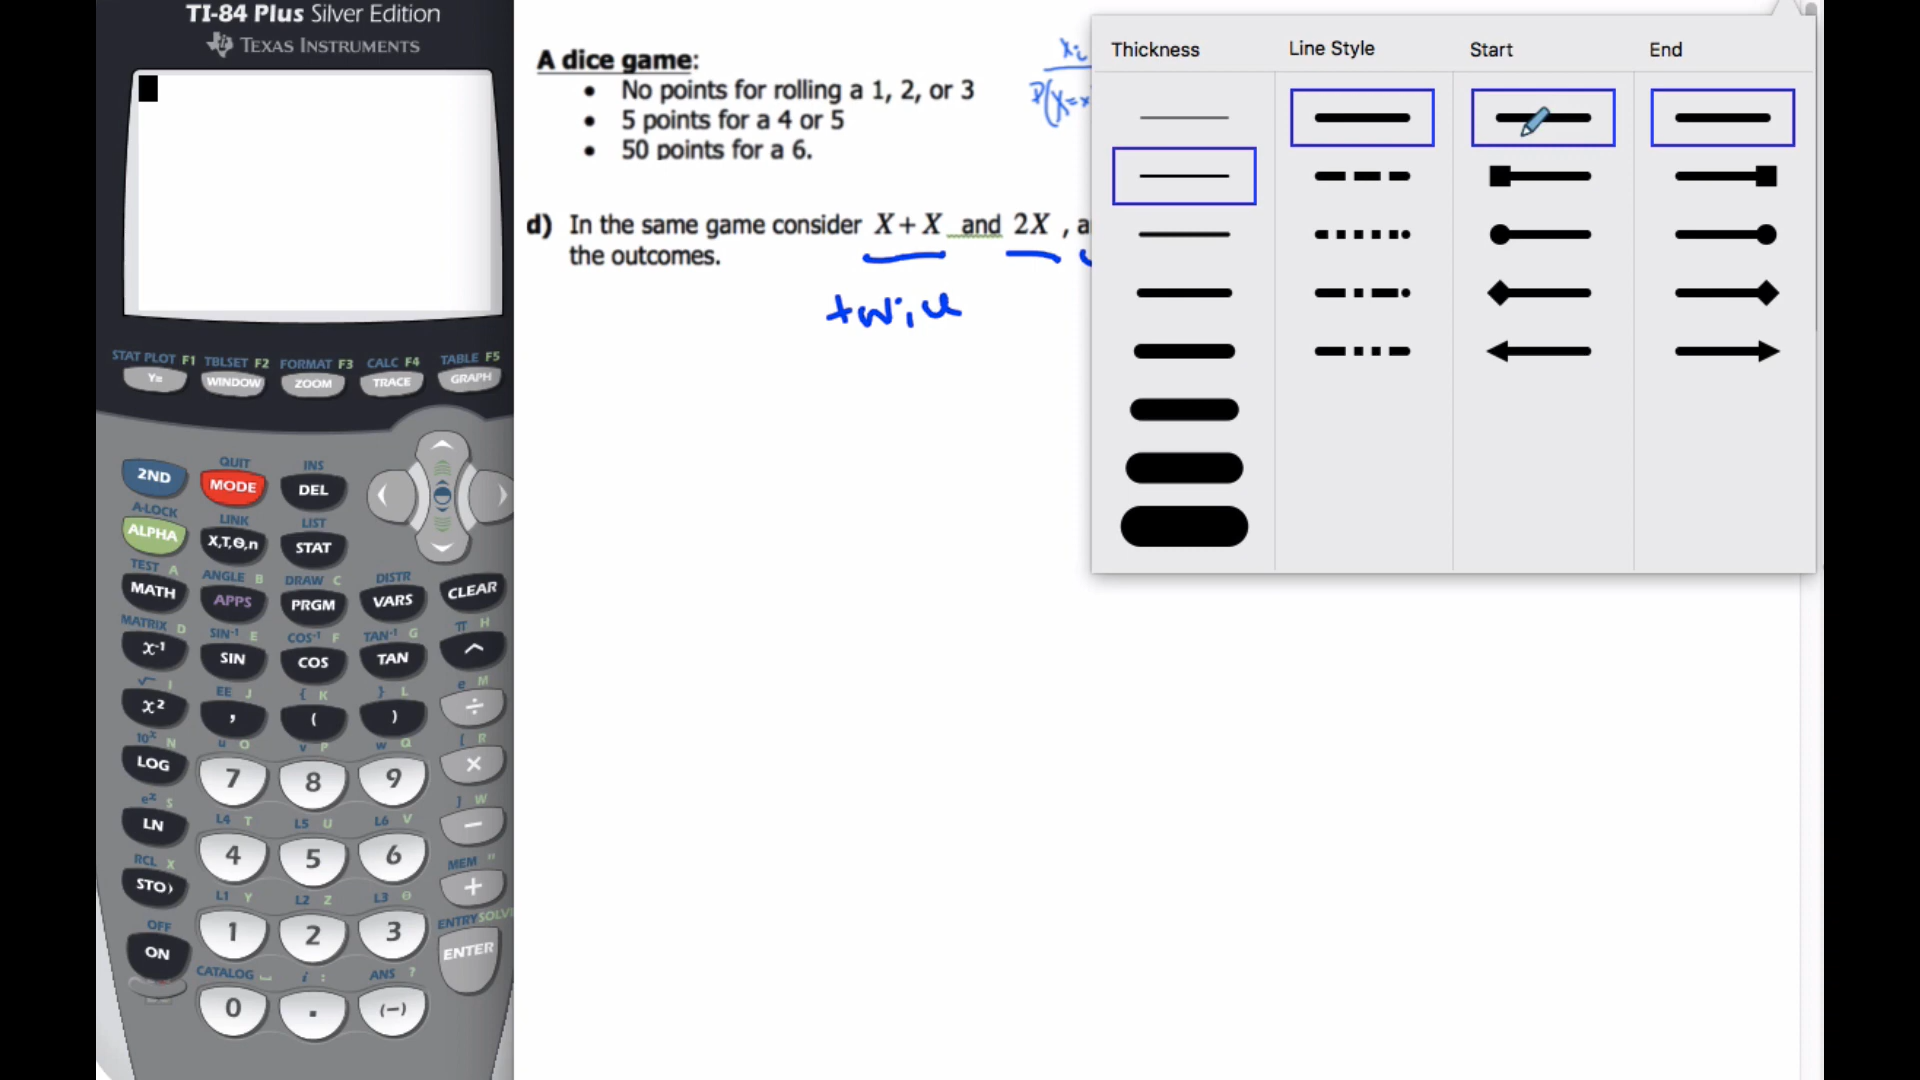 TI-84 Plus Silver Edition
TEXAS INSTRUMENTS
STAT PLOT F1 TBLSET F2 FORMAT F3 CALC F4 TABLE F5
Y= WINDOW ZOOM TRACE GRAPH
QUIT INS
2ND MODE DEL
A-LOCK LINK LIST
ALPHA X,T,Θ,n STAT
TEST A ANGLE B DRAW C DISTR
MATH APPS PRGM VARS CLEAR
MATRIX D SIN⁻¹ E COS⁻¹ F TAN⁻¹ G π H
x⁻¹ SIN COS TAN ^
√ I EE J { K } L e M
x² , ( ) ÷
10ˣ N u O v P w Q [ R
LOG 7 8 9 ×
eˣ S L4 T L5 U L6 V ] W
LN 4 5 6 −
RCL X L1 Y L2 Z L3 Θ MEM "
STO› 1 2 3 +
OFF CATALOG i : ANS ? ENTRY SOLV
ON 0 . (−) ENTER
A dice game:
• No points for rolling a 1, 2, or 3
• 5 points for a 4 or 5
• 50 points for a 6.
xi
P(X=x
d) In the same game consider X + X and 2X , a
the outcomes.
twice
Thickness Line Style Start End